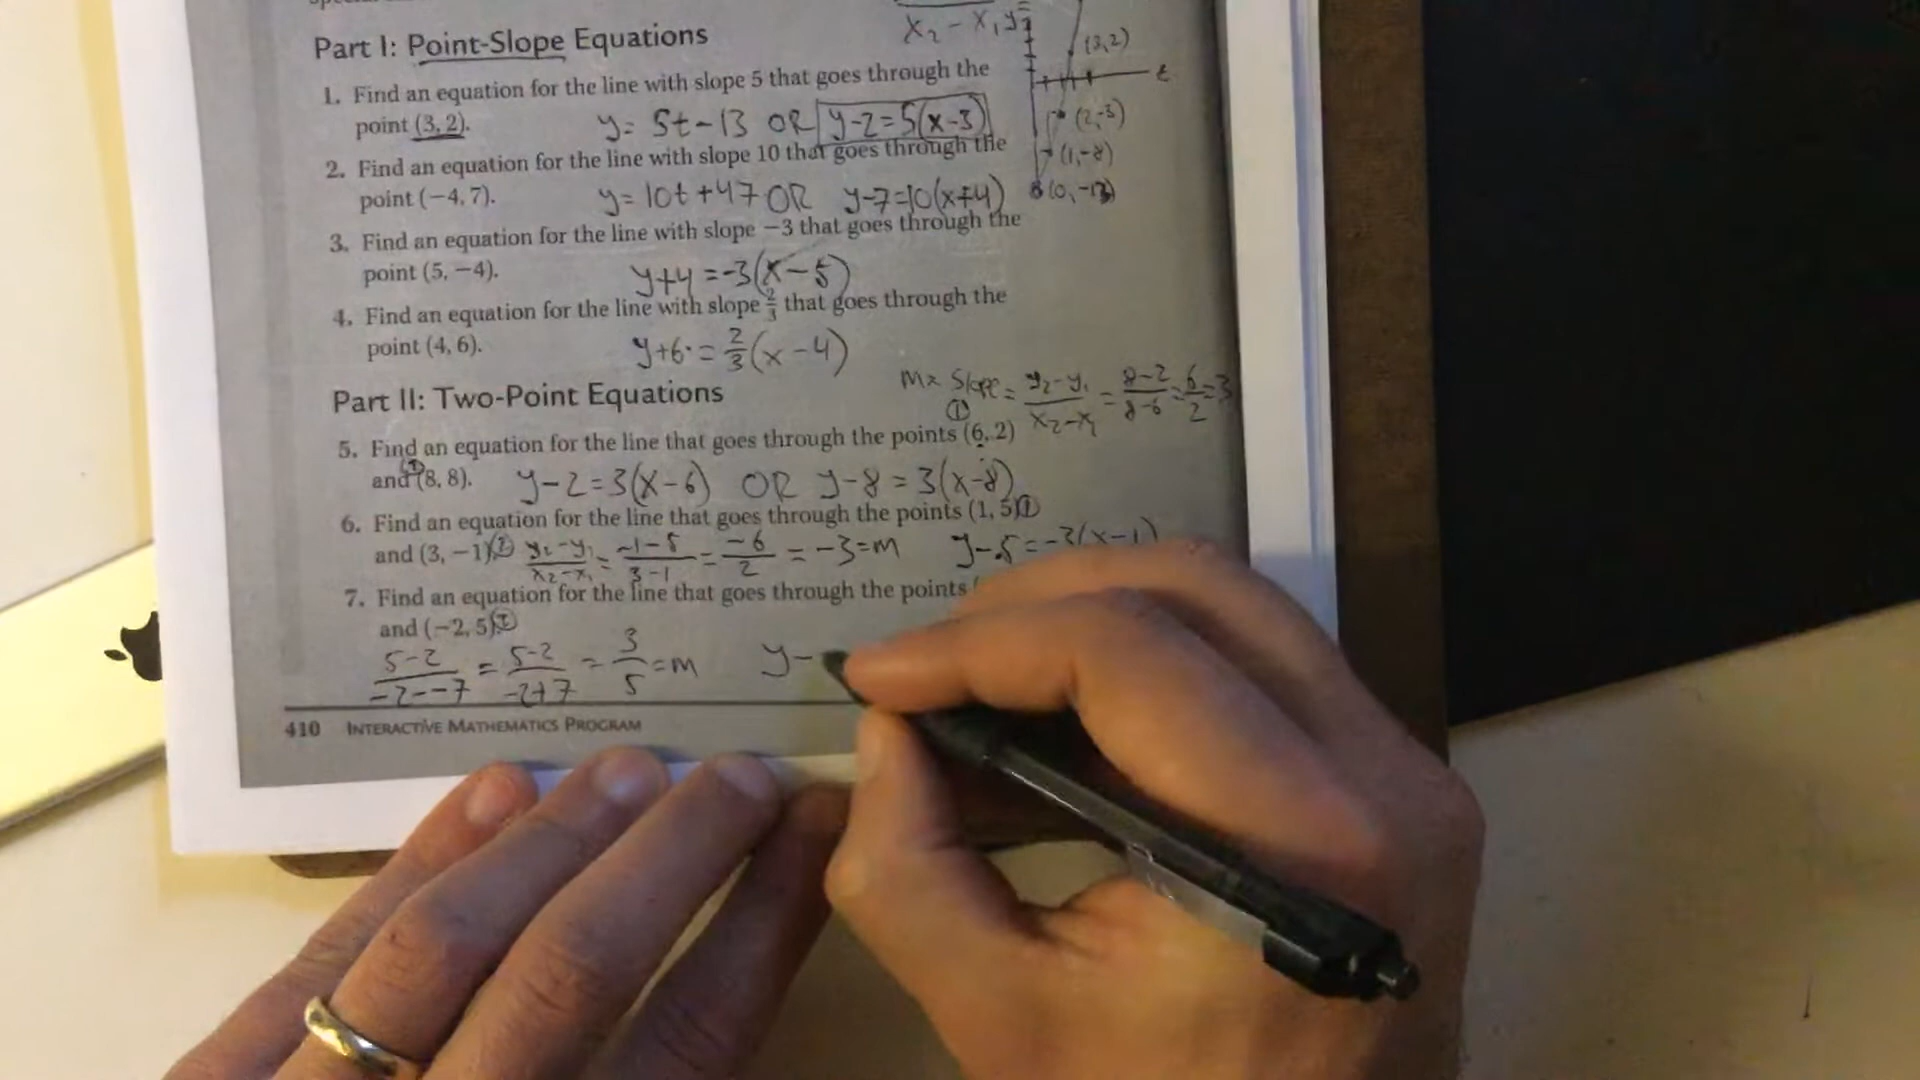 x₂ - x₁
Part I: Point-Slope Equations
(3,2)
t
1. Find an equation for the line with slope 5 that goes through the
point (3, 2).
y = 5t - 13 OR y-2 = 5(x-3)
(2,-3)
2. Find an equation for the line with slope 10 that goes through the
(1,-8)
point (−4, 7).
y = 10t + 47 OR y-7=10(x+4)
(0,-13)
3. Find an equation for the line with slope −3 that goes through the
point (5, −4).
y+4 = -3(x-5)
4. Find an equation for the line with slope 2/3 that goes through the
point (4, 6).
y+6 = 2/3 (x-4)
Part II: Two-Point Equations
Slope = y₂-y₁ / x₂-x₁ = 8-2 / 8-6 = 6/2 = 3
①
5. Find an equation for the line that goes through the points (6, 2)
and (8, 8).
y-2=3(x-6) OR y-8 = 3(x-8)
6. Find an equation for the line that goes through the points (1, 5) ①
and (3, −1) ② y₂-y₁ / x₂-x₁ = -1-5 / 3-1 = -6 / 2 = -3=m y-5=-3(x-1)
7. Find an equation for the line that goes through the points
and (−2, 5) ②
5-2 / -2--7 = 5-2 / -2+7 = 3/5 = m y-
410 INTERACTIVE MATHEMATICS PROGRAM